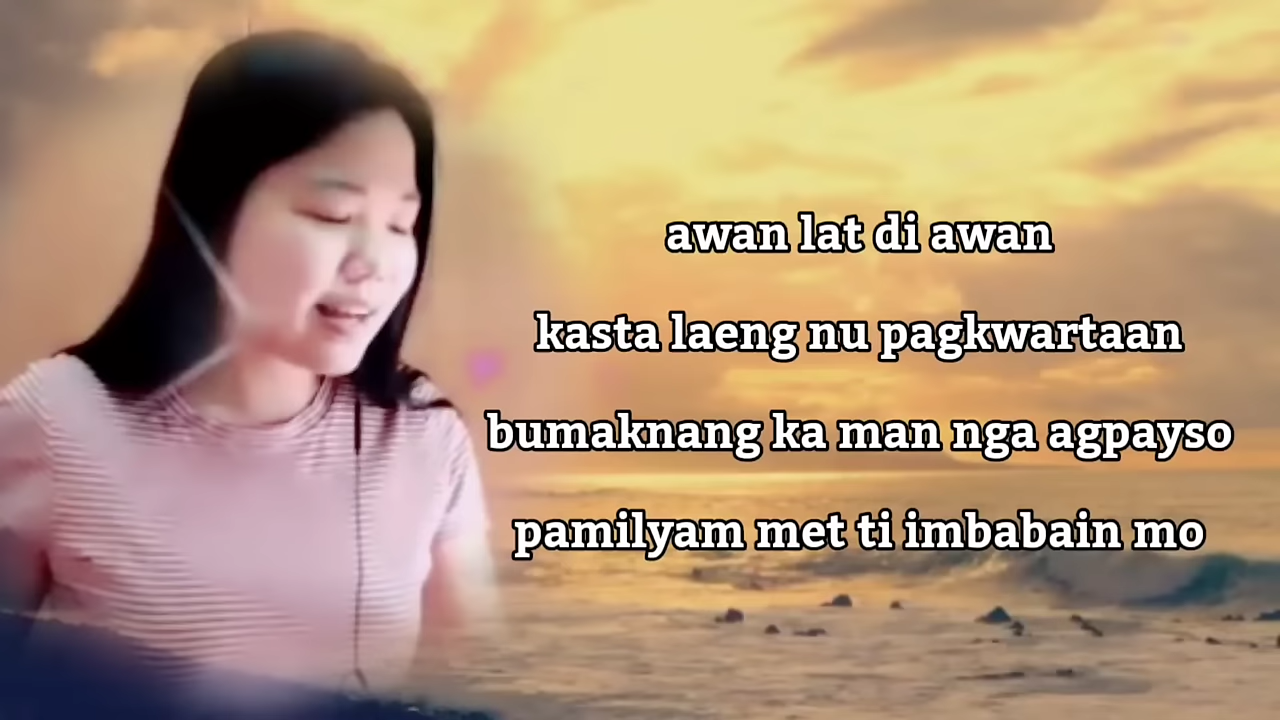 awan lat di awan
kasta laeng nu pagkwartaan
bumaknang ka man nga agpayso
pamilyam met ti imbabain mo